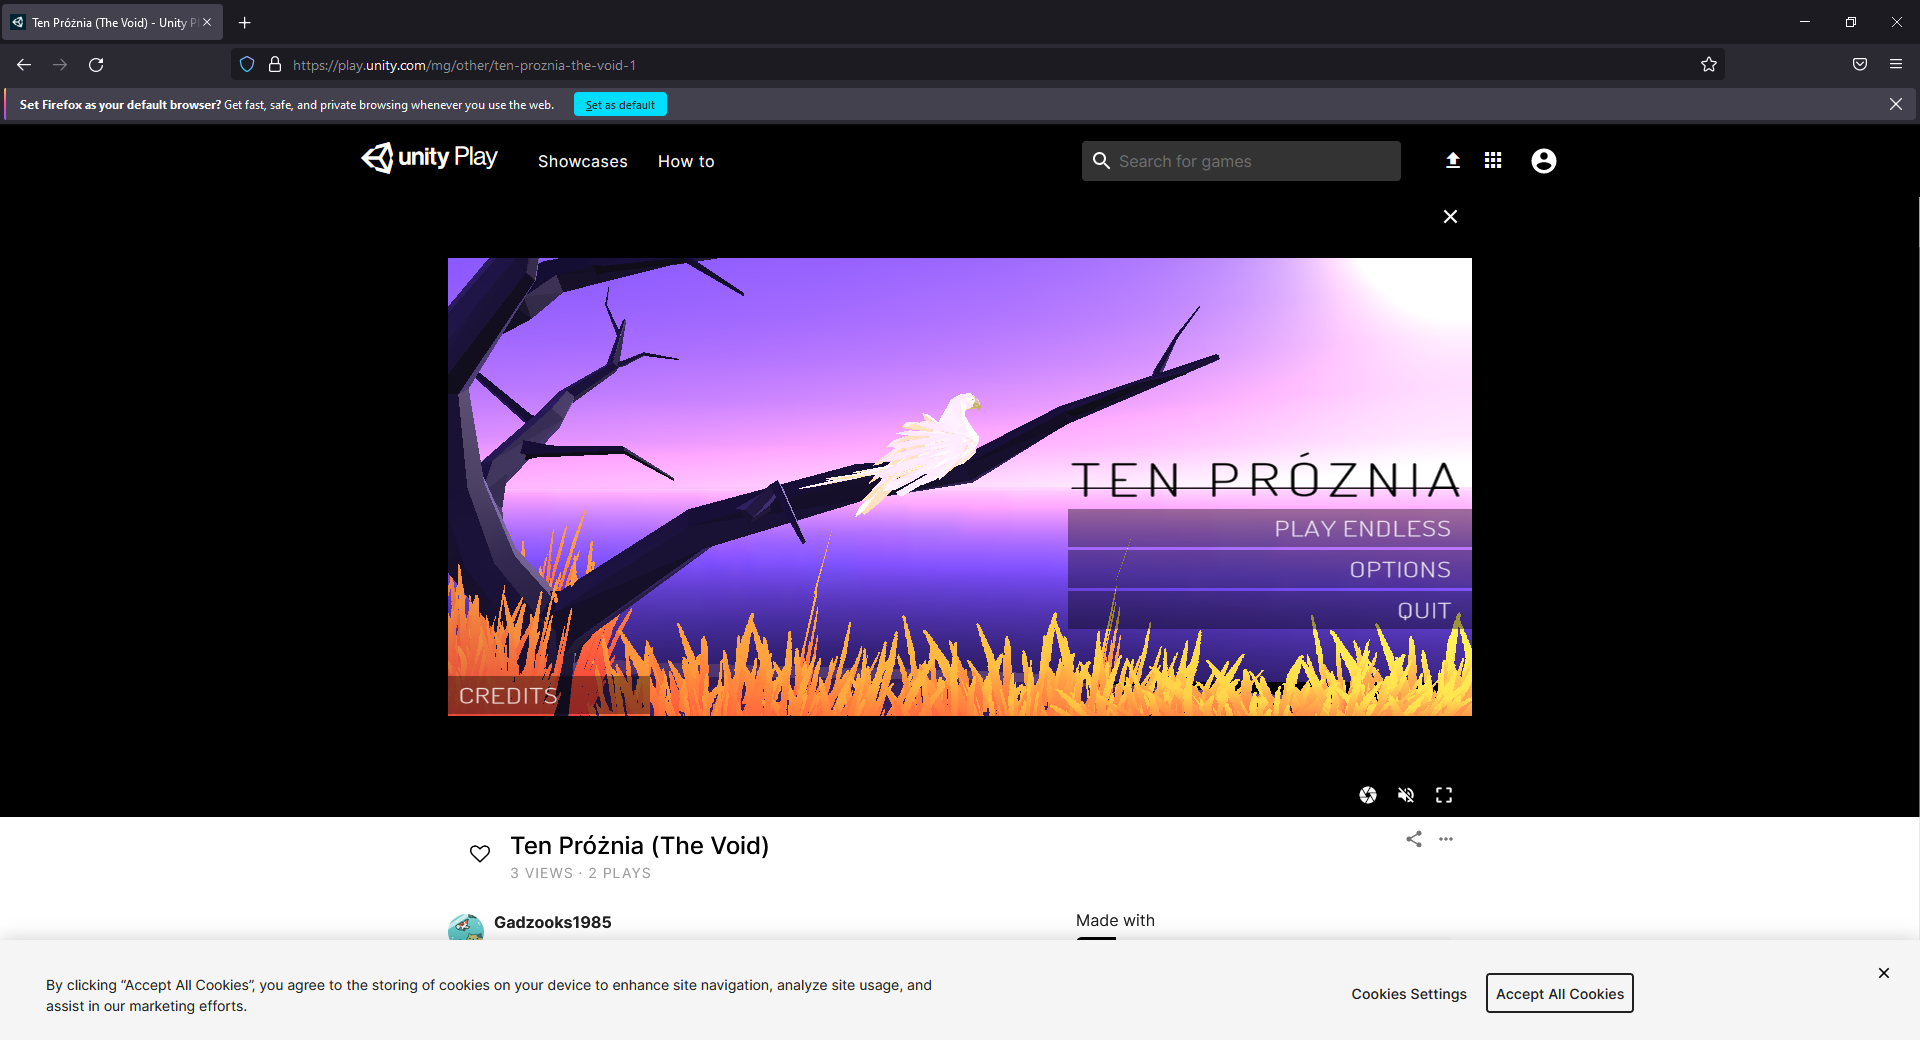 Ten Próżnia (The Void) - Unity Pl
https://play.unity.com/mg/other/ten-proznia-the-void-1
Set Firefox as your default browser? Get fast, safe, and private browsing whenever you use the web. Set as default
unity Play Showcases How to Search for games
TEN PRÓZNIA
PLAY ENDLESS
OPTIONS
QUIT
CREDITS
Ten Próżnia (The Void)
3 VIEWS · 2 PLAYS
Gadzooks1985 Made with
By clicking “Accept All Cookies”, you agree to the storing of cookies on your device to enhance site navigation, analyze site usage, and
assist in our marketing efforts.
Cookies Settings Accept All Cookies